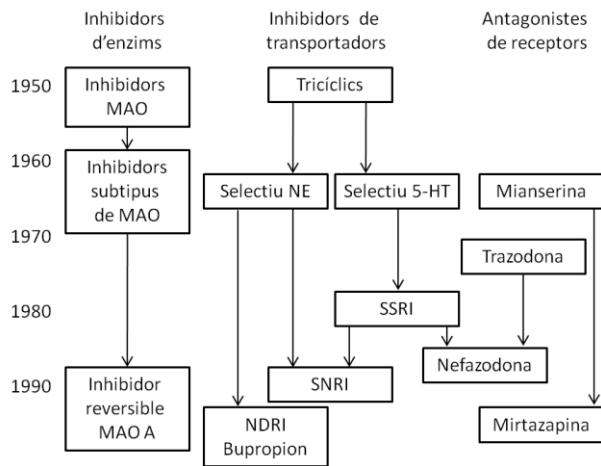 Inhibidors
d'enzims
Inhibidors de
transportadors
Antagonistes
de receptors
1950
Inhibidors
MAO
Tricíclics
1960
Inhibidors
subtipus
de MAO
Selectiu NE
Selectiu 5-HT
Mianserina
1970
Trazodona
1980
SSRI
Nefazodona
1990
Inhibidor
reversible
MAO A
SNRI
NDRI
Bupropion
Mirtazapina